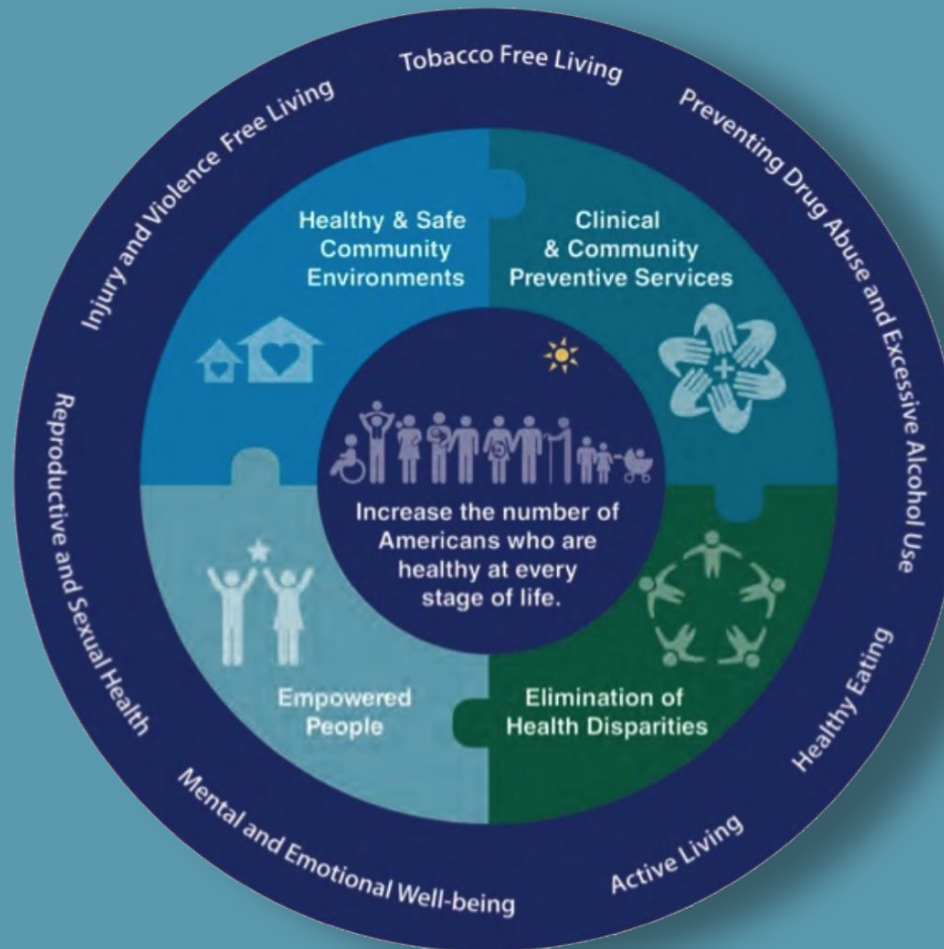 Tobacco Free Living
Preventing Drug Abuse and Excessive Alcohol Use
Healthy Eating
Active Living
Mental and Emotional Well-being
Reproductive and Sexual Health
Injury and Violence Free Living
Healthy & Safe
Community
Environments
Clinical
& Community
Preventive Services
Increase the number of
Americans who are
healthy at every
stage of life.
Empowered
People
Elimination of
Health Disparities